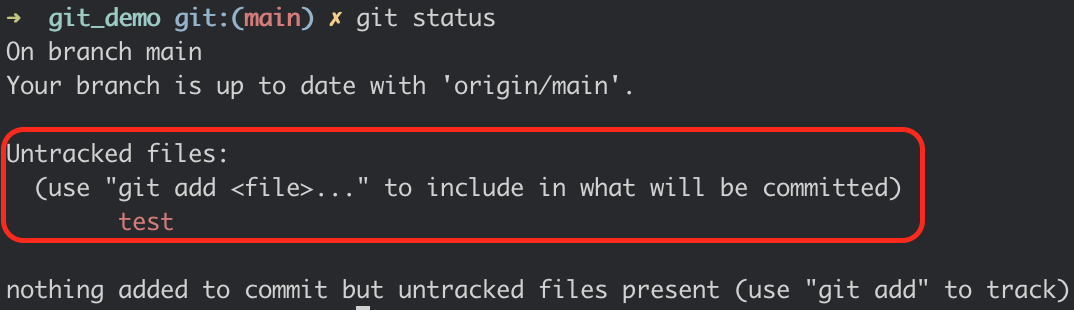 ➜  git_demo git:(main) ✗ git status
On branch main
Your branch is up to date with 'origin/main'.
Untracked files:
  (use "git add <file>..." to include in what will be committed)
        test
nothing added to commit but untracked files present (use "git add" to track)